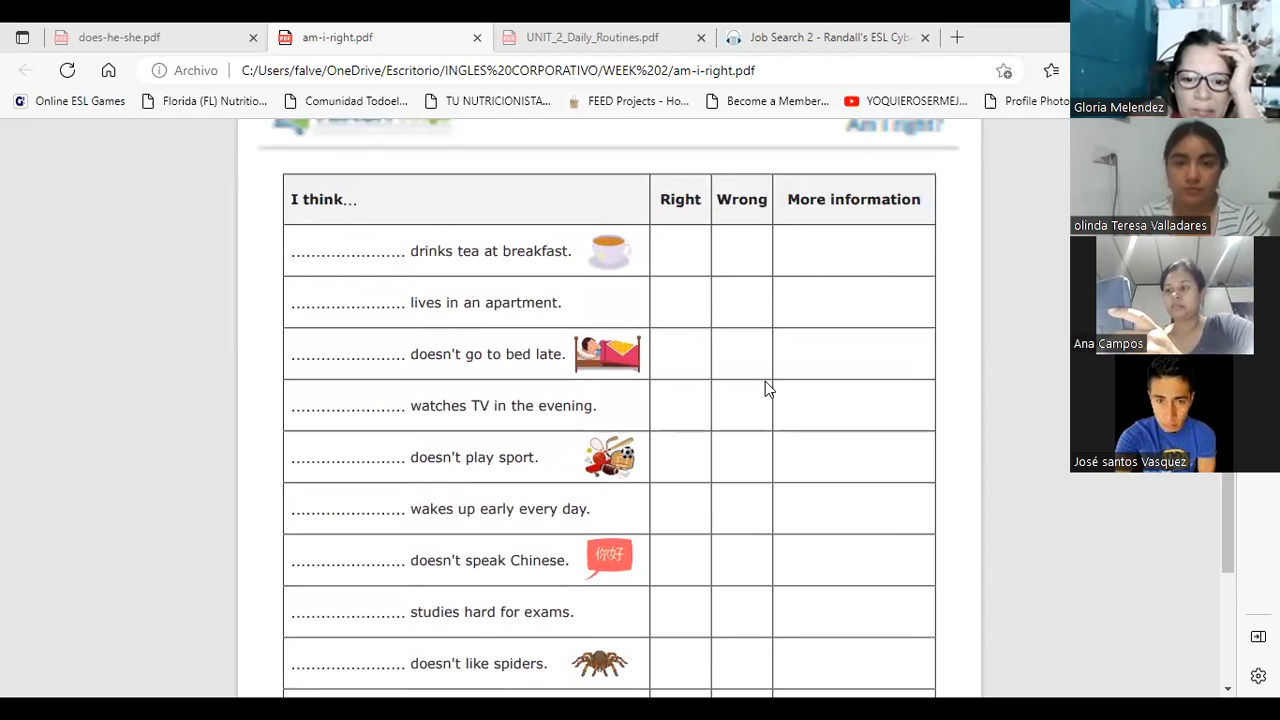 does-he-she.pdf
am-i-right.pdf
UNIT_2_Daily_Routines.pdf
Job Search 2 - Randall's ESL Cybe
Archivo
C:/Users/falve/OneDrive/Escritorio/INGLES%20CORPORATIVO/WEEK%202/am-i-right.pdf
Online ESL Games
Florida (FL) Nutritio...
Comunidad Todoel...
TU NUTRICIONISTA...
FEED Projects - Ho...
Become a Member...
YOQUIEROSERMEJ...
Profile Photo
Am I right?
I think... Right Wrong More information
....................... drinks tea at breakfast.
....................... lives in an apartment.
....................... doesn't go to bed late.
....................... watches TV in the evening.
....................... doesn't play sport.
....................... wakes up early every day.
....................... doesn't speak Chinese.
你好
....................... studies hard for exams.
....................... doesn't like spiders.
Gloria Melendez
olinda Teresa Valladares
Ana Campos
José santos Vasquez